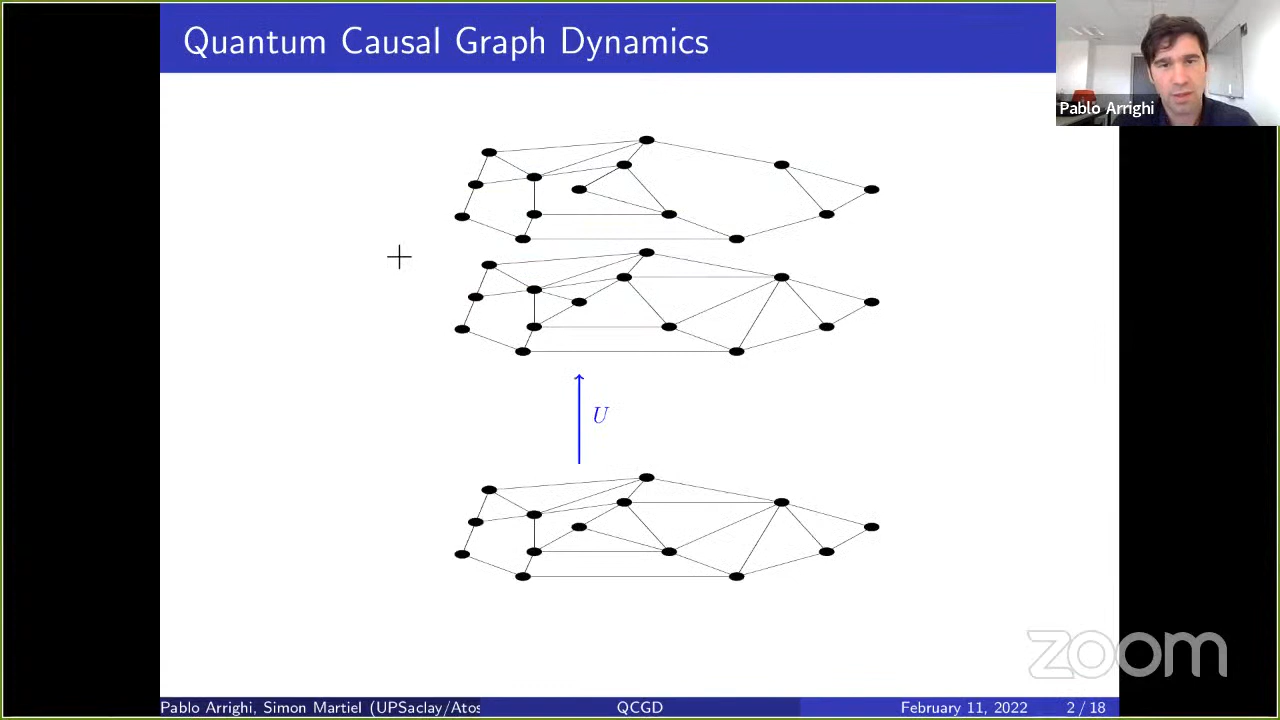 Quantum Causal Graph Dynamics
Pablo Arrighi
+
U
zoom
Pablo Arrighi, Simon Martiel (UPSaclay/Atos
QCGD
February 11, 2022
2 / 18